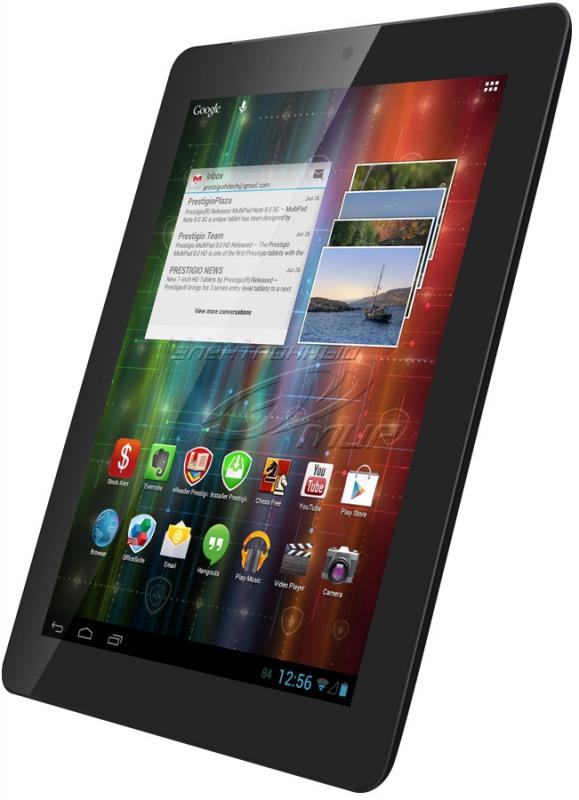 Google
Inbox
prestigiohitech@gmail.com
PrestigioPlaza
Jun 26
Prestigio(R) Releases MultiPad Note 8.0 3G — MultiPad
Note 8.0 3G a unique tablet has been designed by
Prestigio Team
Jun 26
Prestigio MultiPad 8.0 HD Released — The Prestigio
MultiPad 8.0 HD is one of the first Prestigio tablets with the
PRESTIGIO NEWS
Jun 26
New 7-inch HD Tablets by Prestigio(R) Released —
Prestigio® brings his 3 series entry level tablets to a next
View more conversations
ЭЛЕКТРОННЫЙ
МИР
Stock Alert
Evernote
eReader Prestigi
Installer Prestigi
Chess Free
YouTube
Play Store
Browser
OfficeSuite
Email
Hangouts
Play Music
Video Player
Camera
84 12:56